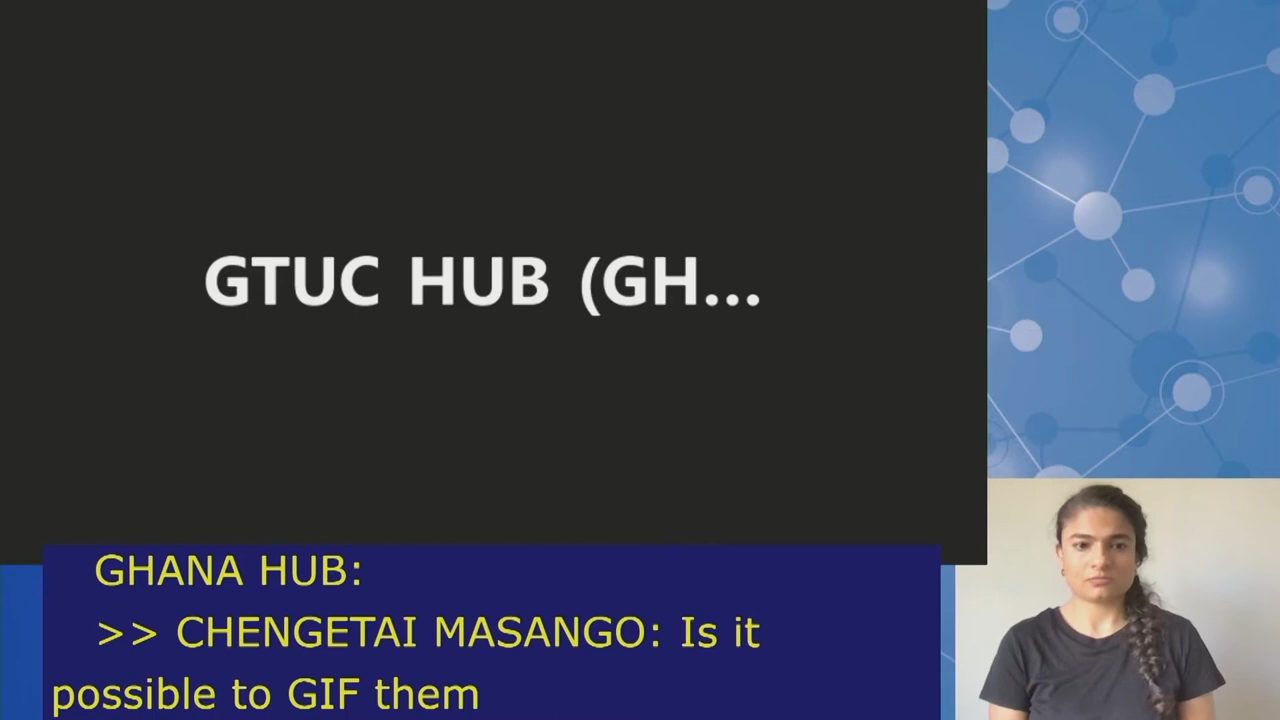 GTUC HUB (GH...
GHANA HUB:
>> CHENGETAI MASANGO: Is it
possible to GIF them